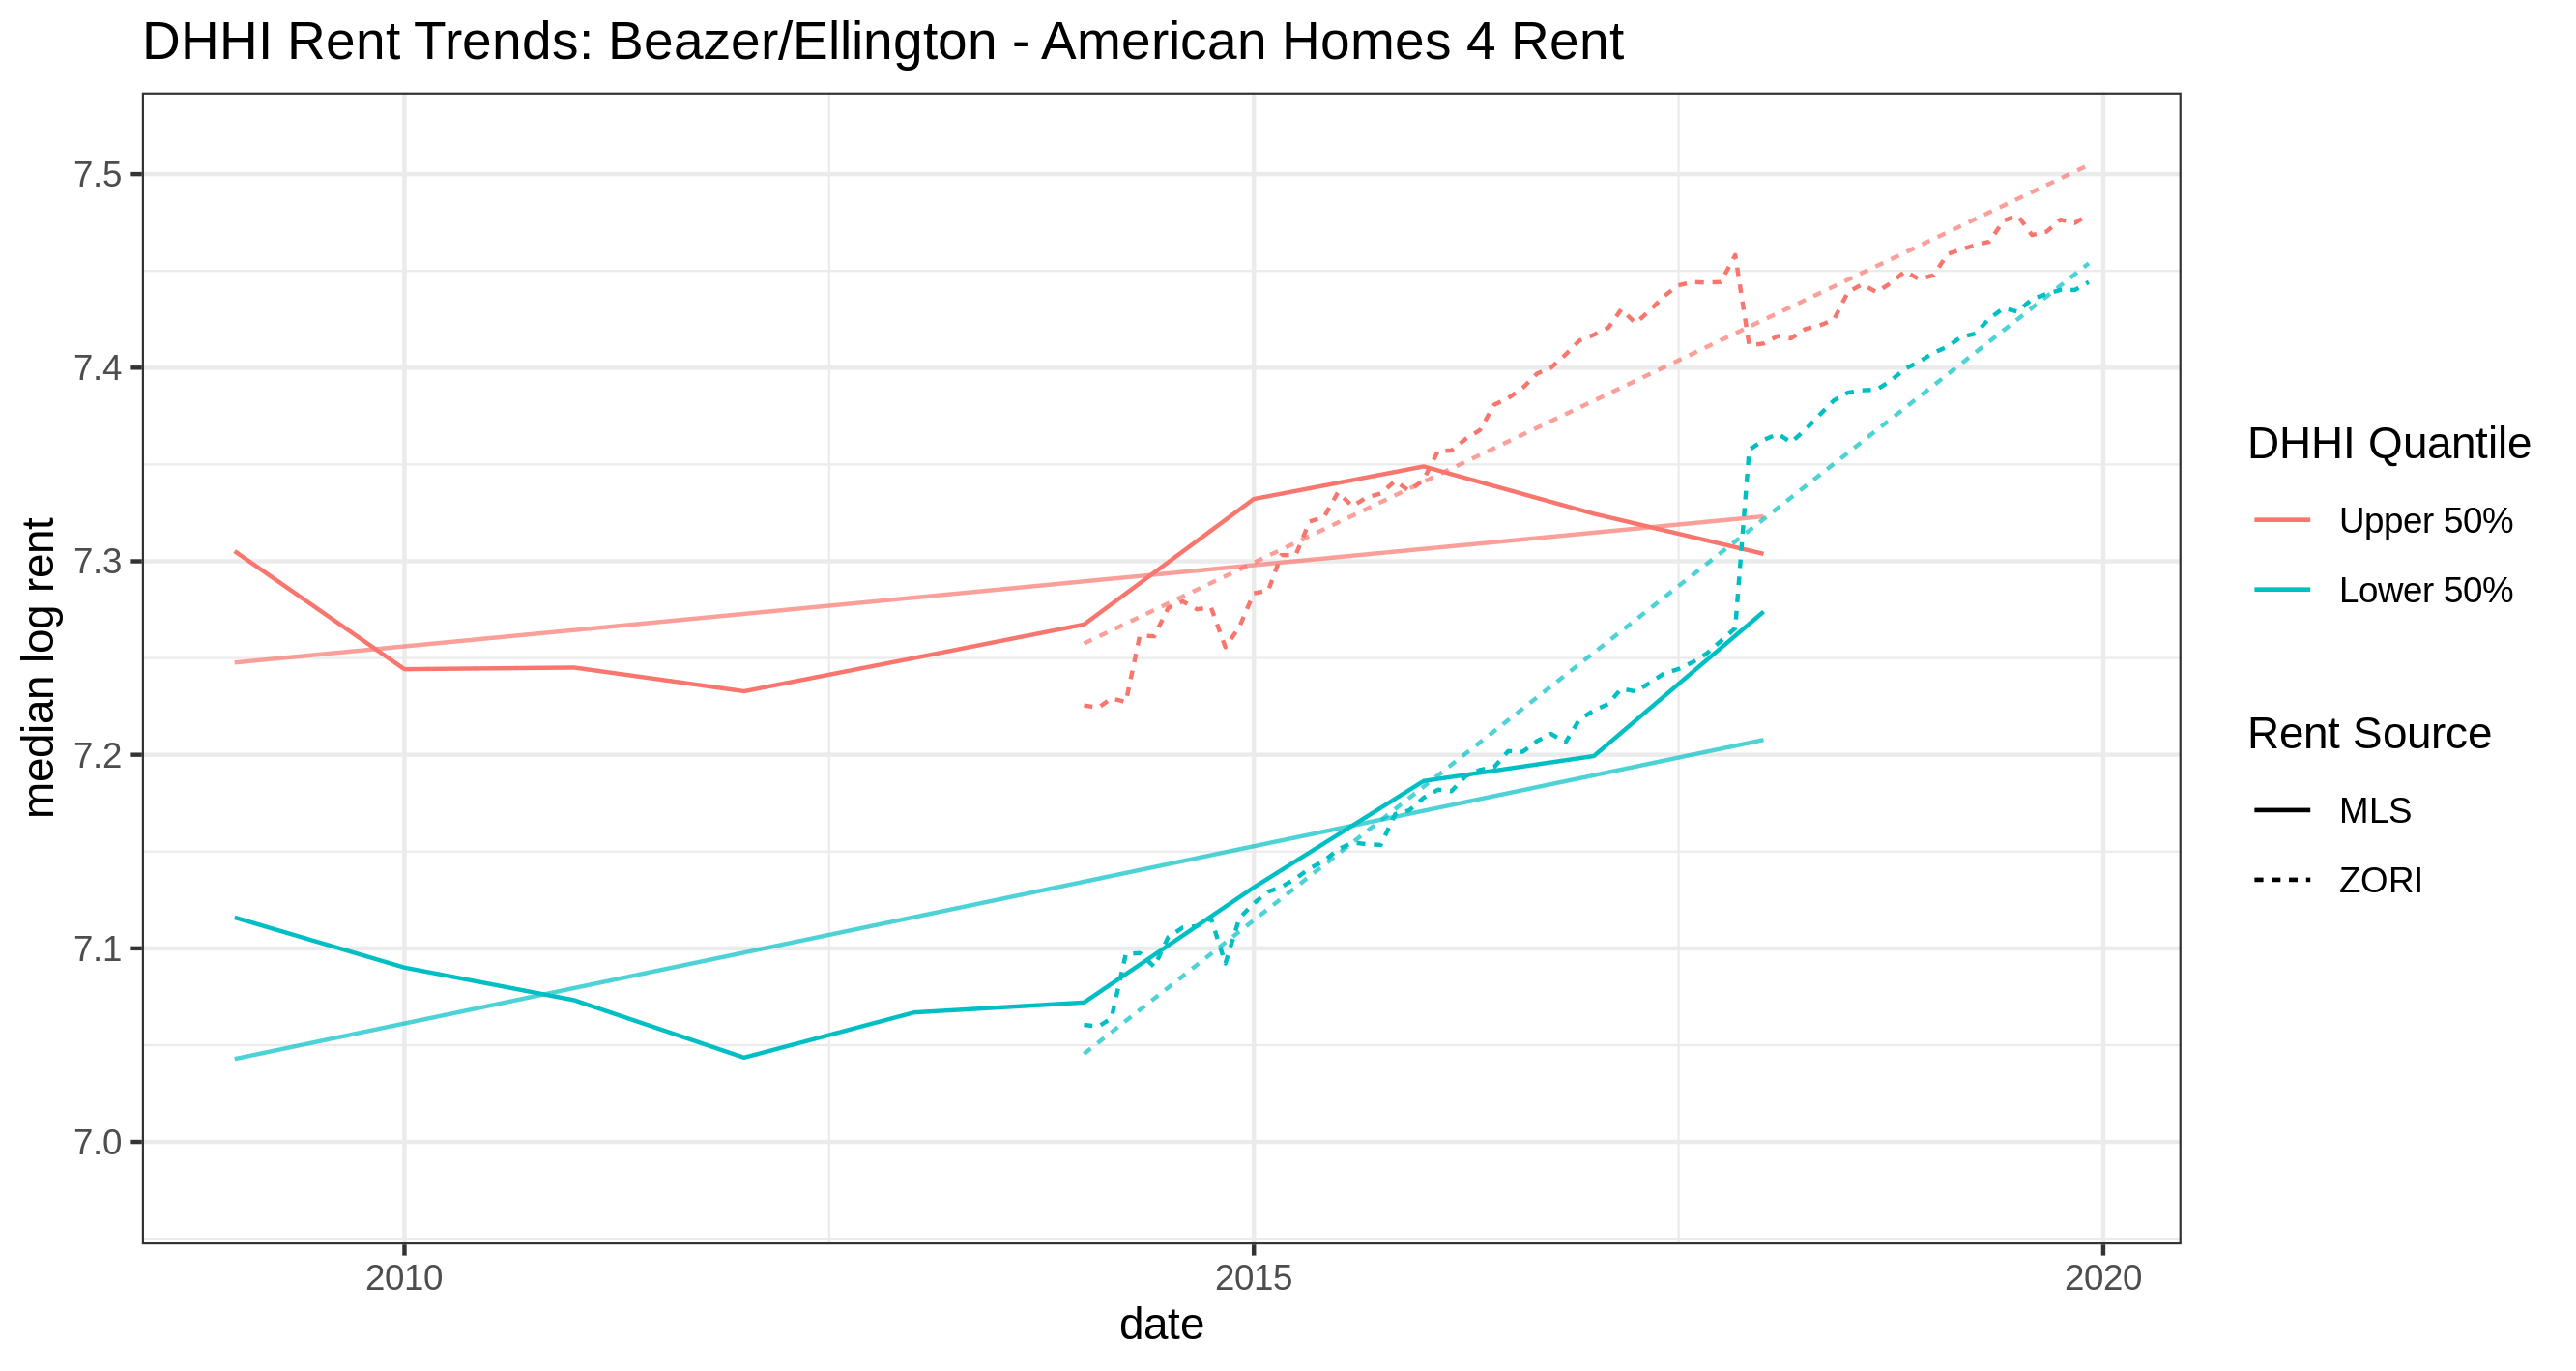 DHHI Rent Trends: Beazer/Ellington - American Homes 4 Rent
median log rent
7.5
7.4
7.3
7.2
7.1
7.0
2010
2015
2020
date
DHHI Quantile
Upper 50%
Lower 50%
Rent Source
MLS
ZORI